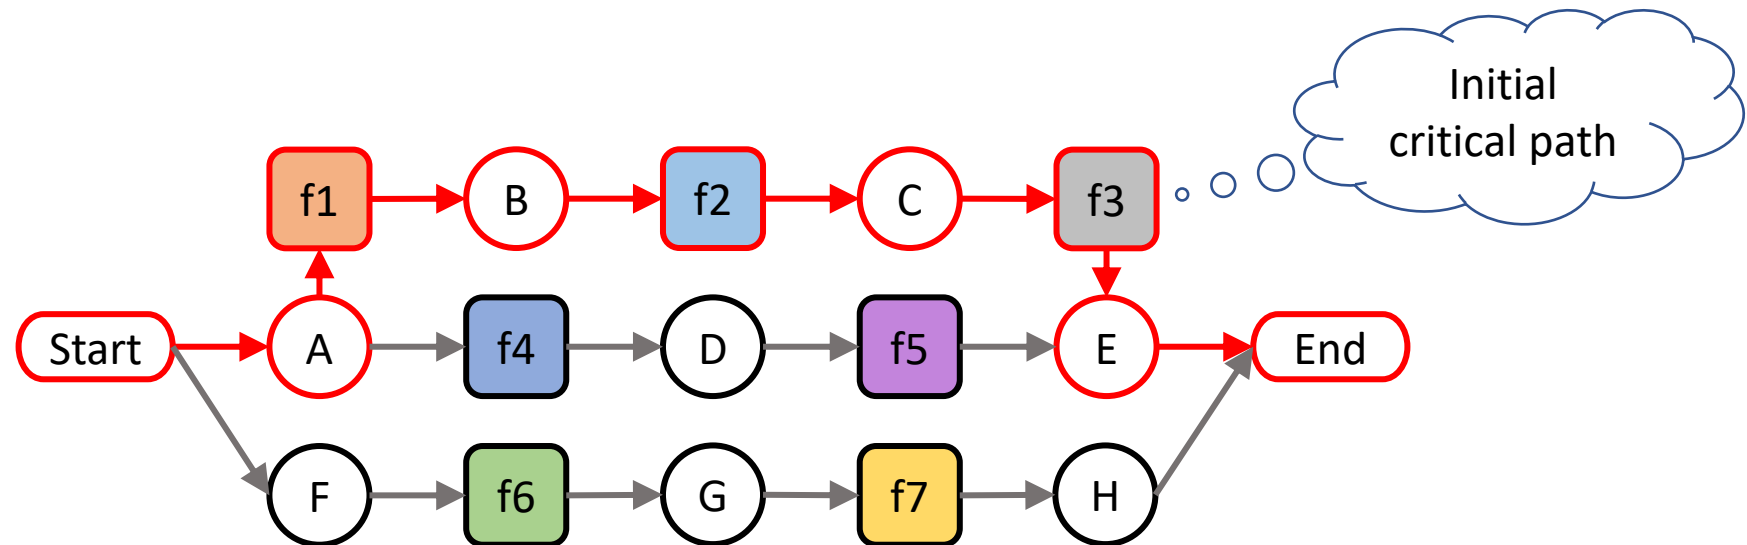 Initial
critical path
f1 B f2 C f3
Start A f4 D f5 E End
F f6 G f7 H